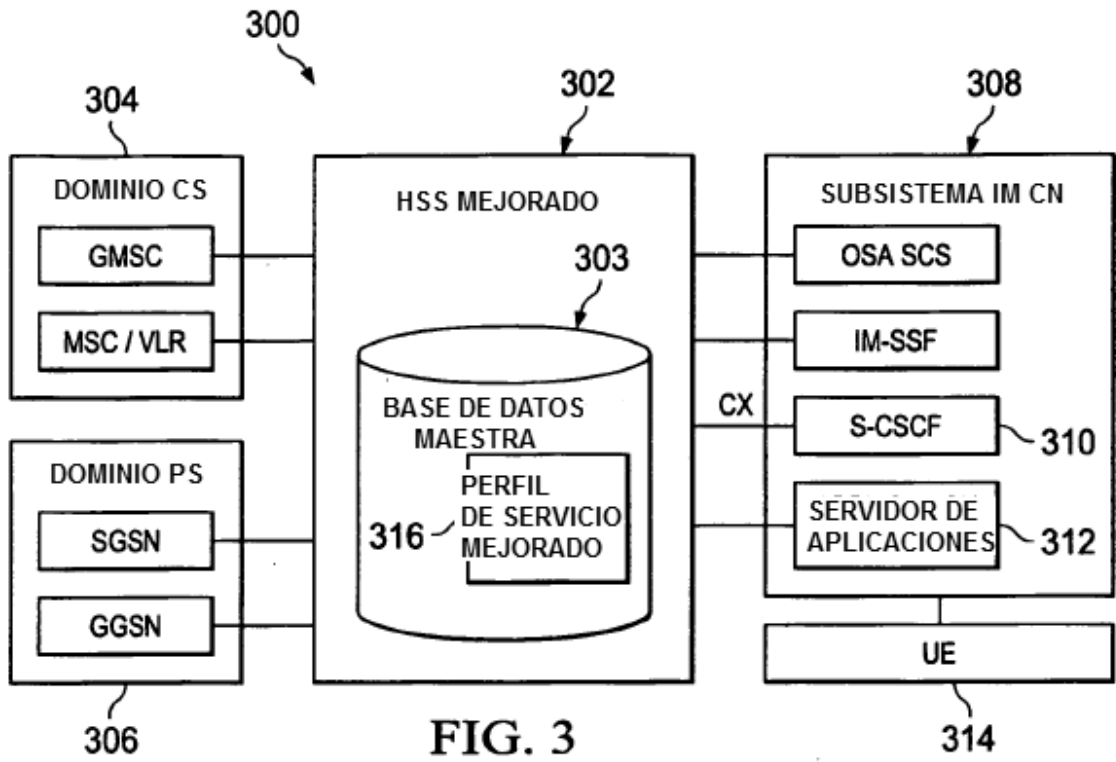 300
304
302
308
DOMINIO CS
GMSC
MSC / VLR
HSS MEJORADO
303
BASE DE DATOS
MAESTRA
PERFIL
DE SERVICIO
MEJORADO
316
SUBSISTEMA IM CN
OSA SCS
IM-SSF
CX
S-CSCF
310
SERVIDOR DE
APLICACIONES
312
DOMINIO PS
SGSN
GGSN
306
UE
314
FIG. 3